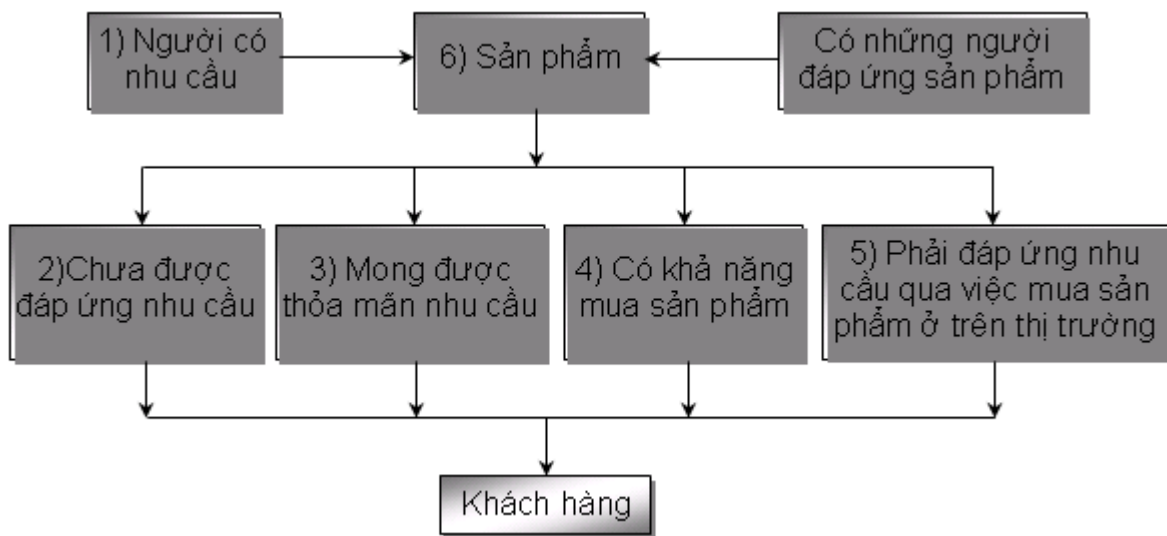 1) Người có
nhu cầu
6) Sản phẩm
Có những người
đáp ứng sản phẩm
2)Chưa được
đáp ứng nhu cầu
3) Mong được
thỏa mãn nhu cầu
4) Có khả năng
mua sản phẩm
5) Phải đáp ứng nhu
cầu qua việc mua sản
phẩm ở trên thị trường
Khách hàng